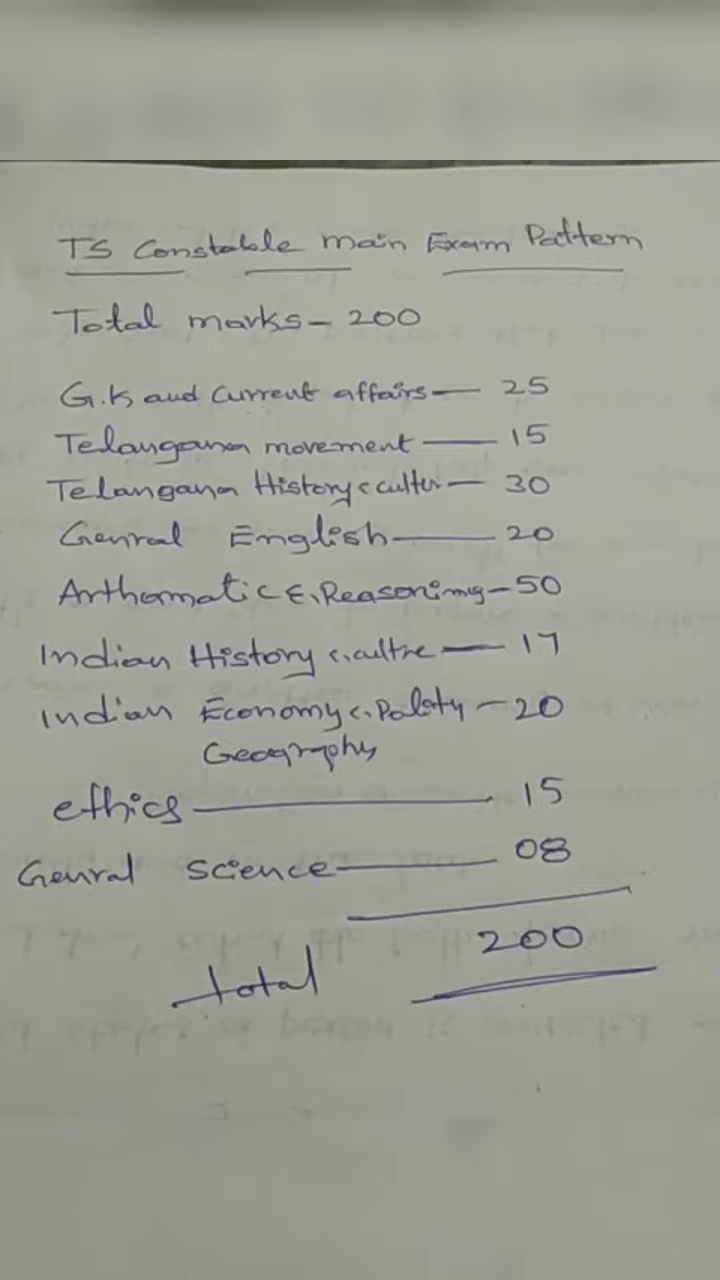 TS Constable main Exam Pattern
Total marks - 200
G.K and Current affairs — 25
Telangana movement — 15
Telangana History & cultur — 30
Genral English — 20
Arthamatic & Reasoning - 50
Indian History & cultre — 17
Indian Economy & Polity - 20
Geography
ethics — 15
Genral Science — 08
total 200